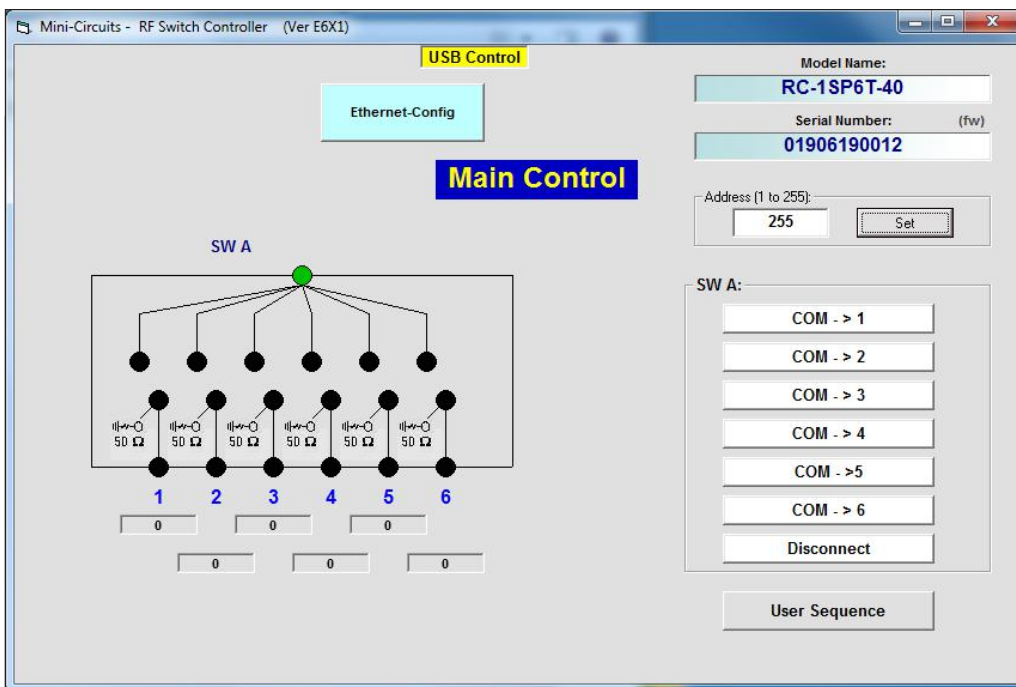 Mini-Circuits - RF Switch Controller (Ver E6X1)
USB Control
Ethernet-Config
Main Control
Model Name:
RC-1SP6T-40
Serial Number: (fw)
01906190012
Address (1 to 255):
255 Set
SW A
50 Ω 50 Ω 50 Ω 50 Ω 50 Ω 50 Ω
1 2 3 4 5 6
0 0 0
0 0 0
SW A:
COM - > 1
COM - > 2
COM - > 3
COM - > 4
COM - >5
COM - > 6
Disconnect
User Sequence